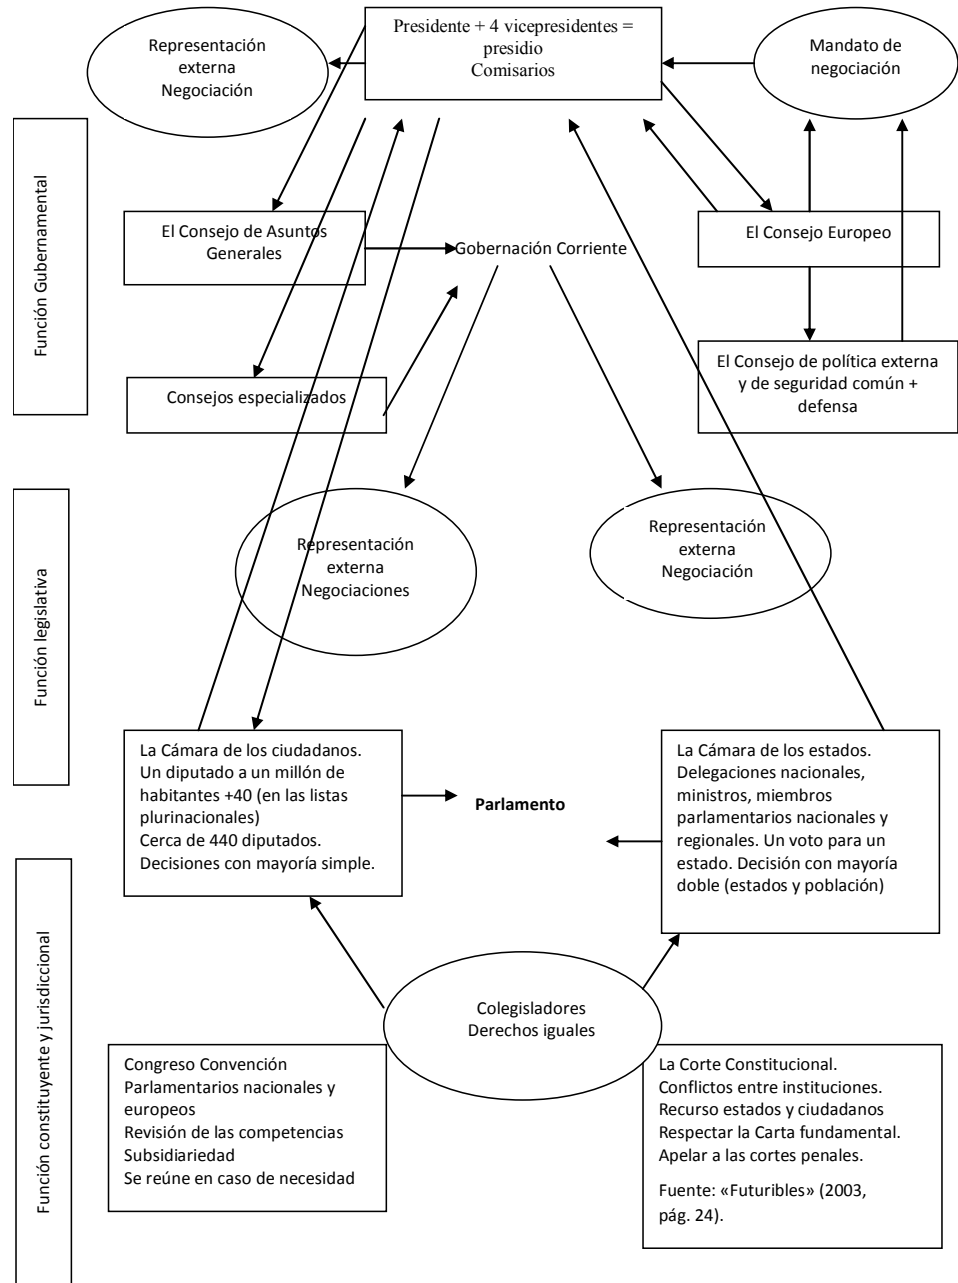 Presidente + 4 vicepresidentes =
presidio
Comisarios
Representación
externa
Negociación
Mandato de
negociación
Función Gubernamental
El Consejo de Asuntos
Generales
Gobernación Corriente
El Consejo Europeo
Consejos especializados
El Consejo de política externa
y de seguridad común +
defensa
Función legislativa
Representación
externa
Negociaciones
Representación
externa
Negociación
La Cámara de los ciudadanos.
Un diputado a un millón de
habitantes +40 (en las listas
plurinacionales)
Cerca de 440 diputados.
Decisiones con mayoría simple.
Parlamento
La Cámara de los estados.
Delegaciones nacionales,
ministros, miembros
parlamentarios nacionales y
regionales. Un voto para un
estado. Decisión con mayoría
doble (estados y población)
Función constituyente y jurisdiccional
Colegisladores
Derechos iguales
Congreso Convención
Parlamentarios nacionales y
europeos
Revisión de las competencias
Subsidiariedad
Se reúne en caso de necesidad
La Corte Constitucional.
Conflictos entre instituciones.
Recurso estados y ciudadanos
Respectar la Carta fundamental.
Apelar a las cortes penales.
Fuente: «Futuribles» (2003,
pág. 24).